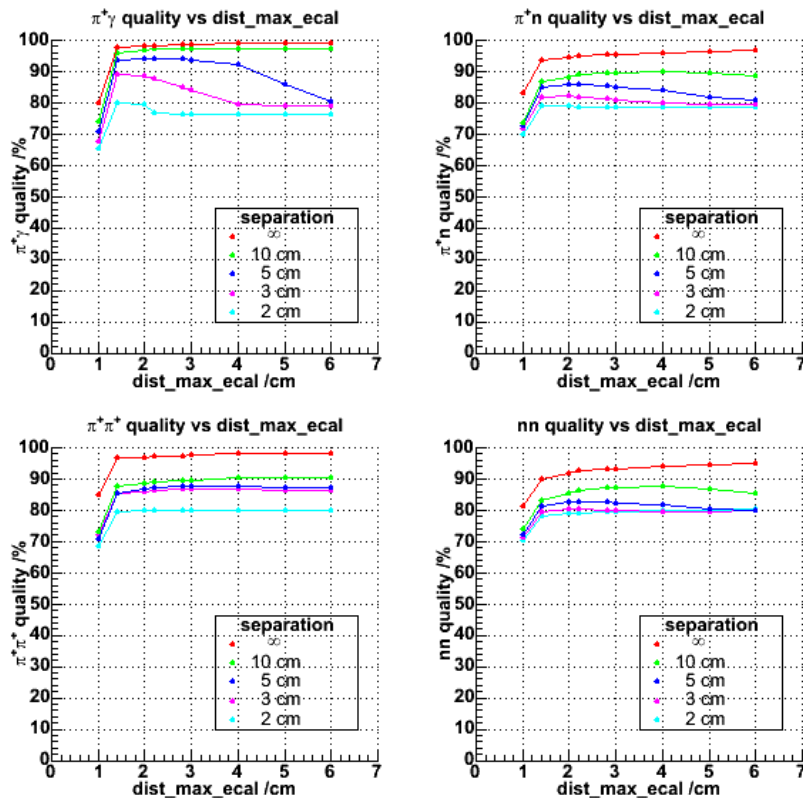 π⁺γ quality vs dist_max_ecal
π⁺γ quality /%
100
90
80
70
60
50
40
30
20
10
0
separation
∞
10 cm
5 cm
3 cm
2 cm
0 1 2 3 4 5 6 7
dist_max_ecal /cm
π⁺n quality vs dist_max_ecal
π⁺n quality /%
100
90
80
70
60
50
40
30
20
10
0
separation
∞
10 cm
5 cm
3 cm
2 cm
0 1 2 3 4 5 6 7
dist_max_ecal /cm
π⁺π⁺ quality vs dist_max_ecal
π⁺π⁺ quality /%
100
90
80
70
60
50
40
30
20
10
0
separation
∞
10 cm
5 cm
3 cm
2 cm
0 1 2 3 4 5 6 7
dist_max_ecal /cm
nn quality vs dist_max_ecal
nn quality /%
100
90
80
70
60
50
40
30
20
10
0
separation
∞
10 cm
5 cm
3 cm
2 cm
0 1 2 3 4 5 6 7
dist_max_ecal /cm